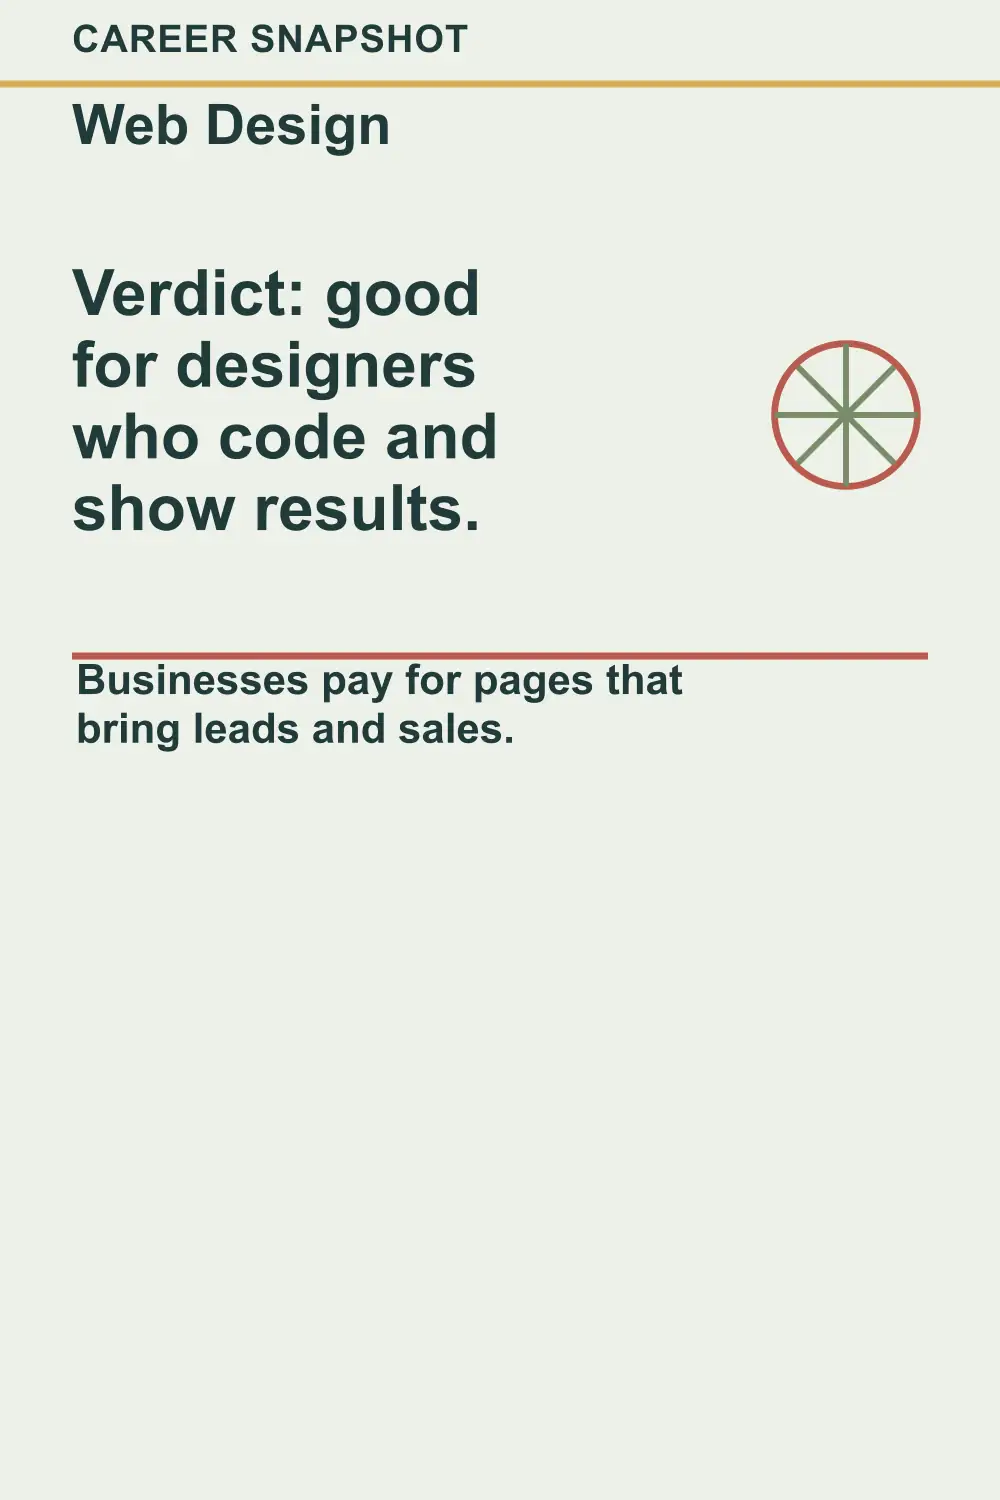 CAREER SNAPSHOT
Web Design
Verdict: good
for designers
who code and
show results.
Businesses pay for pages that
bring leads and sales.